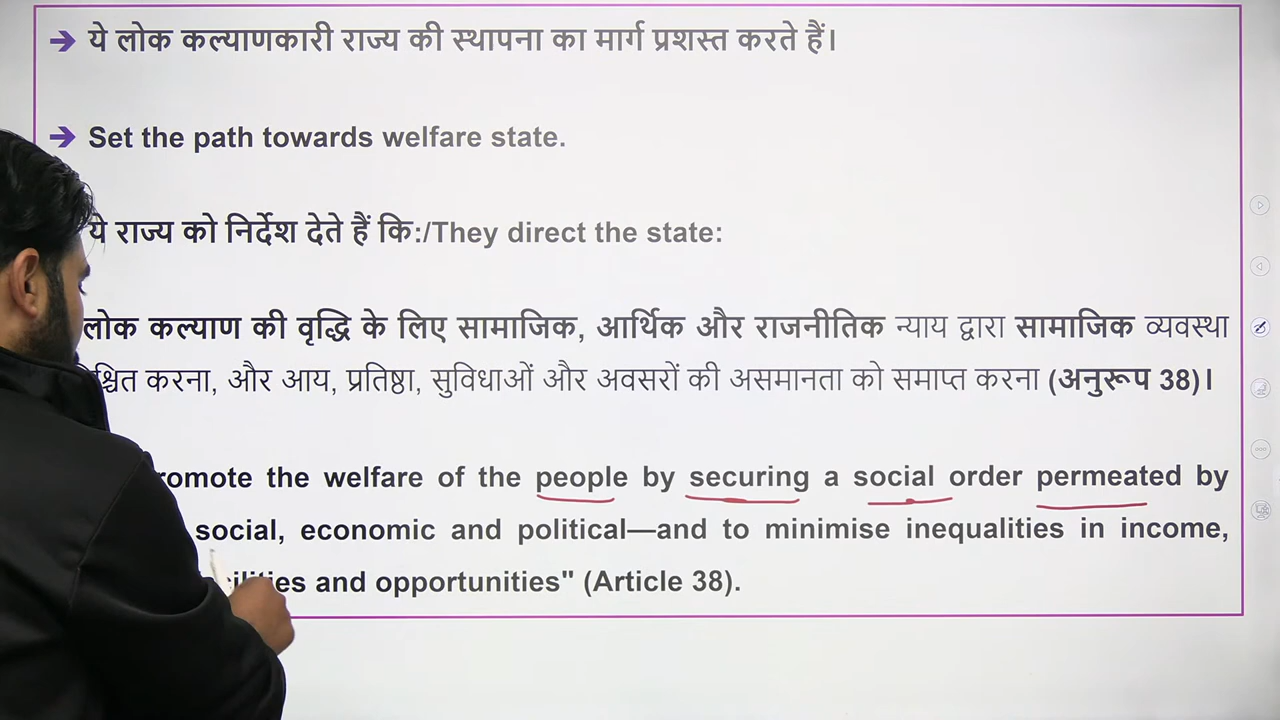 → ये लोक कल्याणकारी राज्य की स्थापना का मार्ग प्रशस्त करते हैं।
→ Set the path towards welfare state.
ये राज्य को निर्देश देते हैं कि:/They direct the state:
लोक कल्याण की वृद्धि के लिए सामाजिक, आर्थिक और राजनीतिक न्याय द्वारा सामाजिक व्यवस्था
करना, और आय, प्रतिष्ठा, सुविधाओं और अवसरों की असमानता को समाप्त करना (अनुरूप 38)।
the welfare of the people by securing a social order permeated by
social, economic and political—and to minimise inequalities in income,
and opportunities" (Article 38).